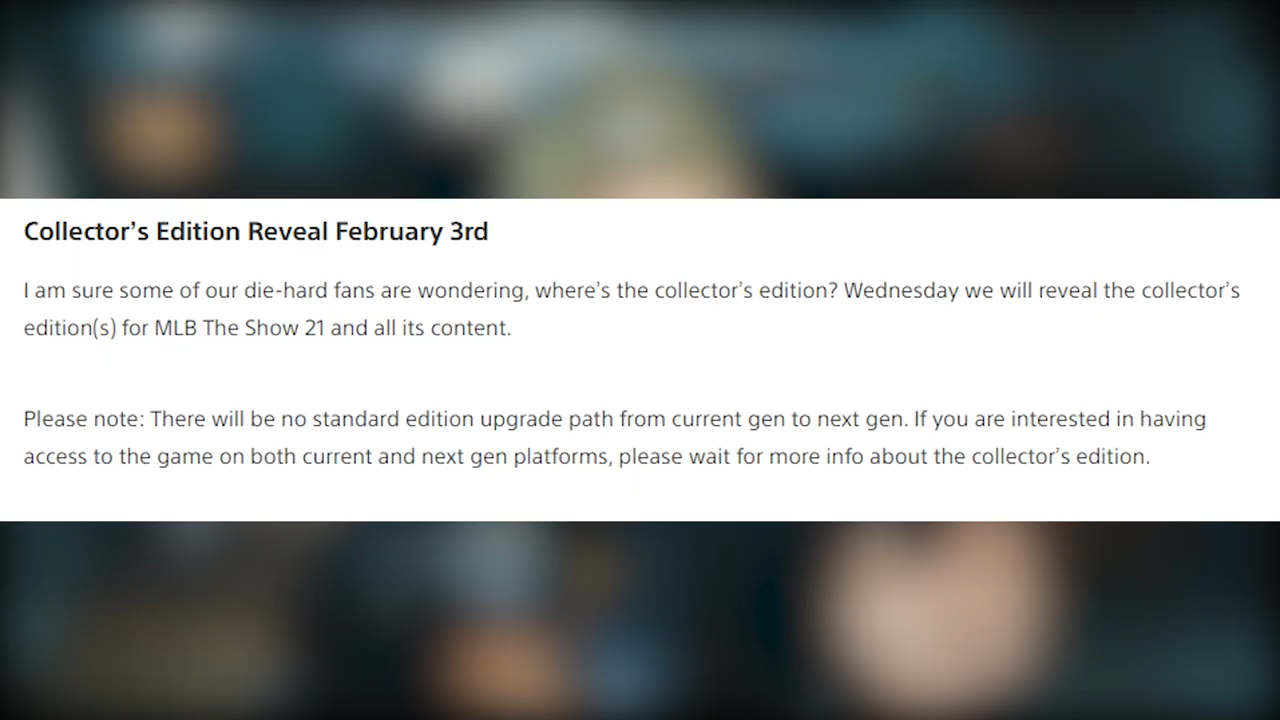 Collector’s Edition Reveal February 3rd
I am sure some of our die-hard fans are wondering, where’s the collector’s edition? Wednesday we will reveal the collector’s
edition(s) for MLB The Show 21 and all its content.
Please note: There will be no standard edition upgrade path from current gen to next gen. If you are interested in having
access to the game on both current and next gen platforms, please wait for more info about the collector’s edition.